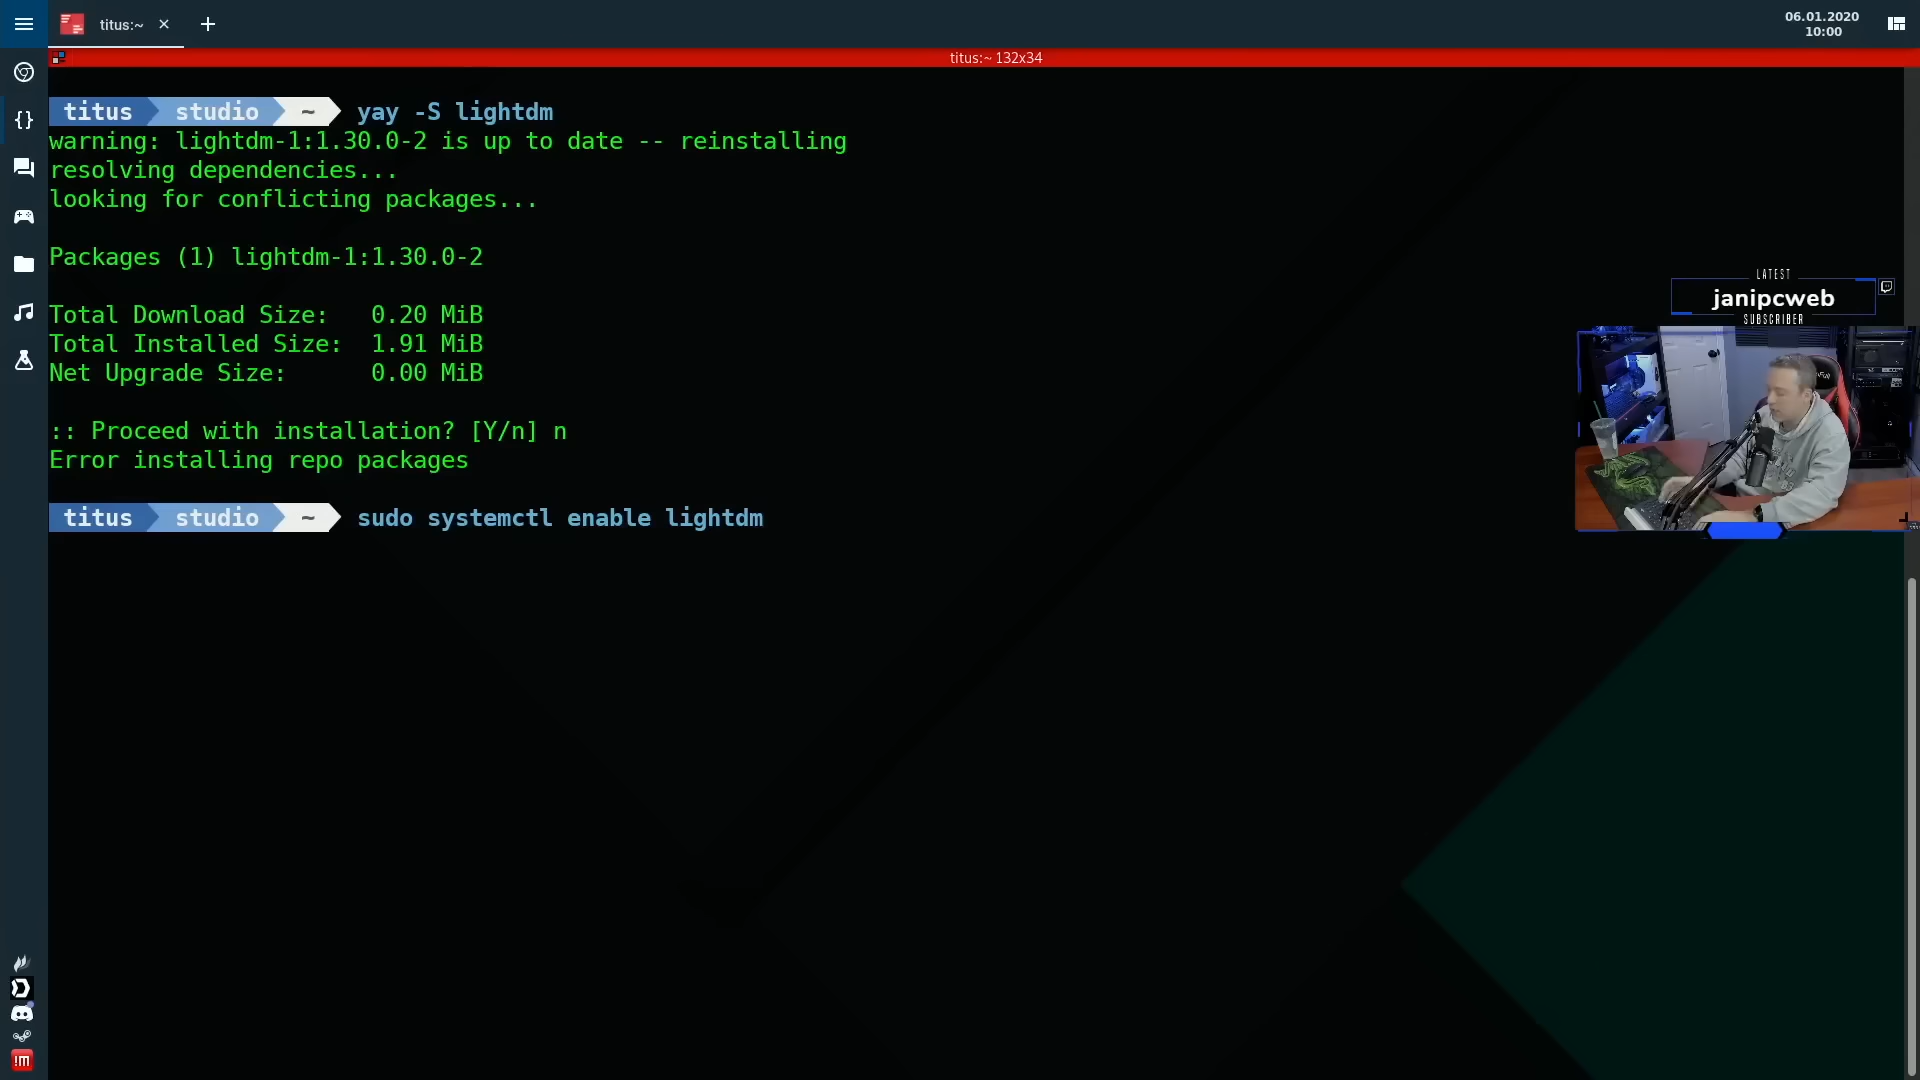 titus:~
06.01.2020
10:00
titus:~ 132x34
titus studio ~ yay -S lightdm
warning: lightdm-1:1.30.0-2 is up to date -- reinstalling
resolving dependencies...
looking for conflicting packages...
Packages (1) lightdm-1:1.30.0-2
Total Download Size: 0.20 MiB
Total Installed Size: 1.91 MiB
Net Upgrade Size: 0.00 MiB
:: Proceed with installation? [Y/n] n
Error installing repo packages
titus studio ~ sudo systemctl enable lightdm
LATEST
janipcweb
SUBSCRIBER
!m